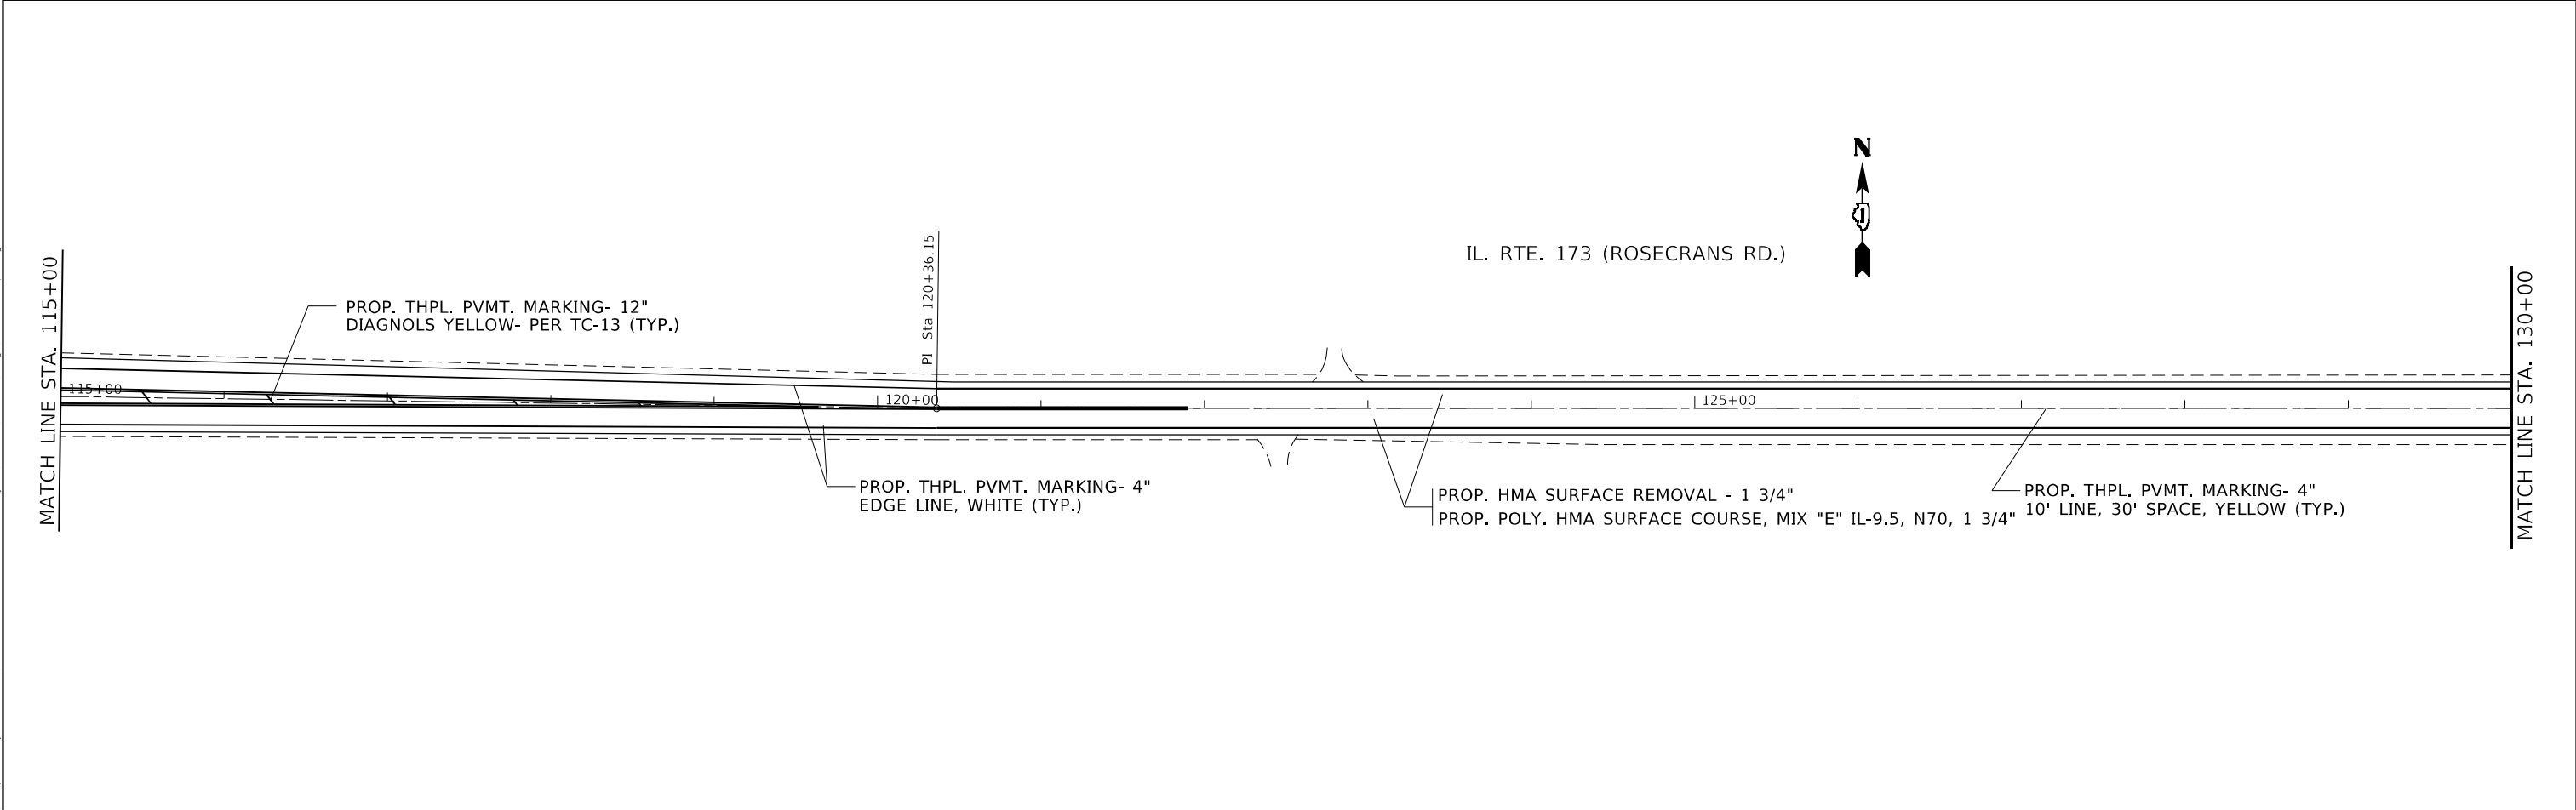 N
IL. RTE. 173 (ROSECRANS RD.)
MATCH LINE STA. 115+00
PROP. THPL. PVMT. MARKING- 12"
DIAGNOLS YELLOW- PER TC-13 (TYP.)
PI Sta 120+36.15
MATCH LINE STA. 130+00
115+00
120+00
125+00
PROP. THPL. PVMT. MARKING- 4"
EDGE LINE, WHITE (TYP.)
PROP. HMA SURFACE REMOVAL - 1 3/4"
PROP. POLY. HMA SURFACE COURSE, MIX "E" IL-9.5, N70, 1 3/4"
PROP. THPL. PVMT. MARKING- 4"
10' LINE, 30' SPACE, YELLOW (TYP.)